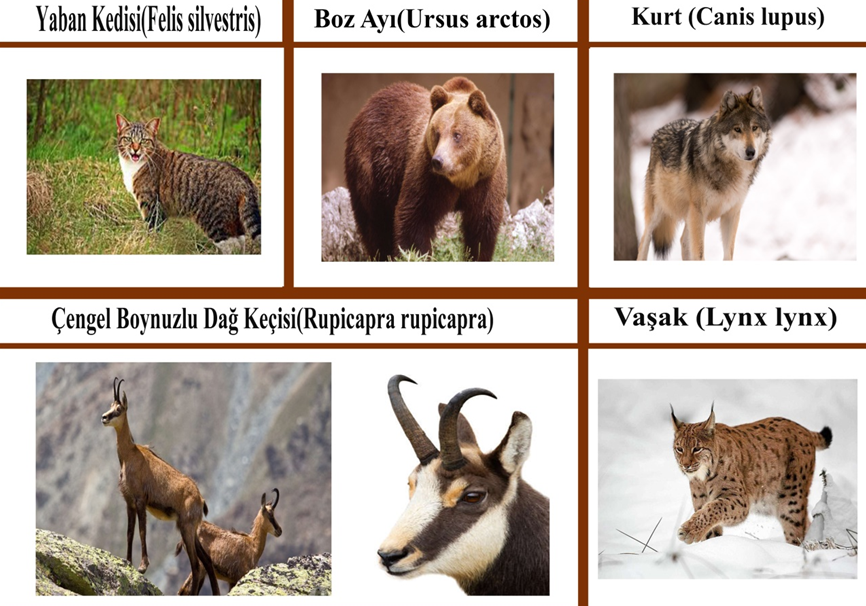 Yaban Kedisi(Felis silvestris)
Boz Ayı(Ursus arctos)
Kurt (Canis lupus)
Çengel Boynuzlu Dağ Keçisi(Rupicapra rupicapra)
Vaşak (Lynx lynx)